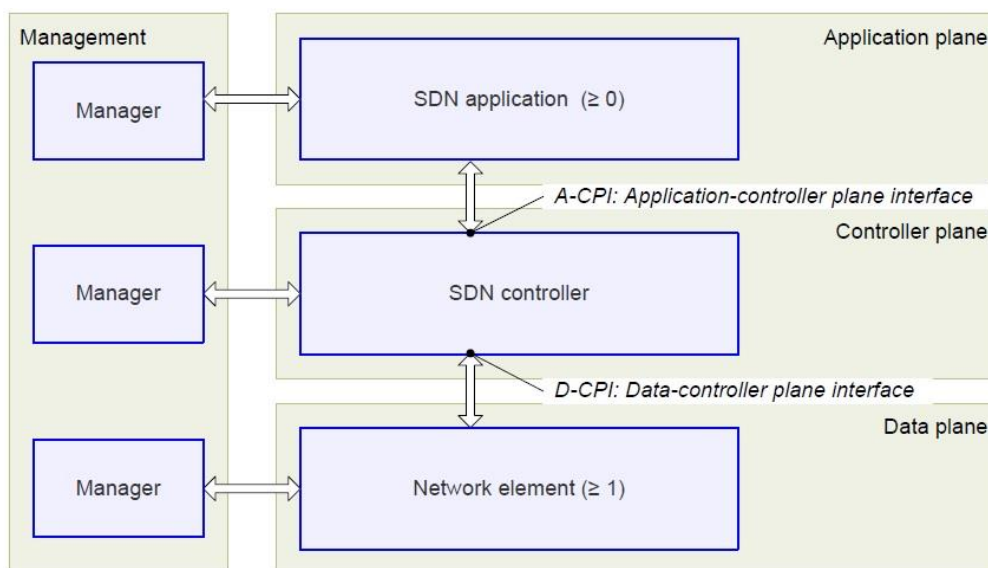 Management
Application plane
Manager
SDN application (≥ 0)
A-CPI: Application-controller plane interface
Controller plane
Manager
SDN controller
D-CPI: Data-controller plane interface
Data plane
Manager
Network element (≥ 1)